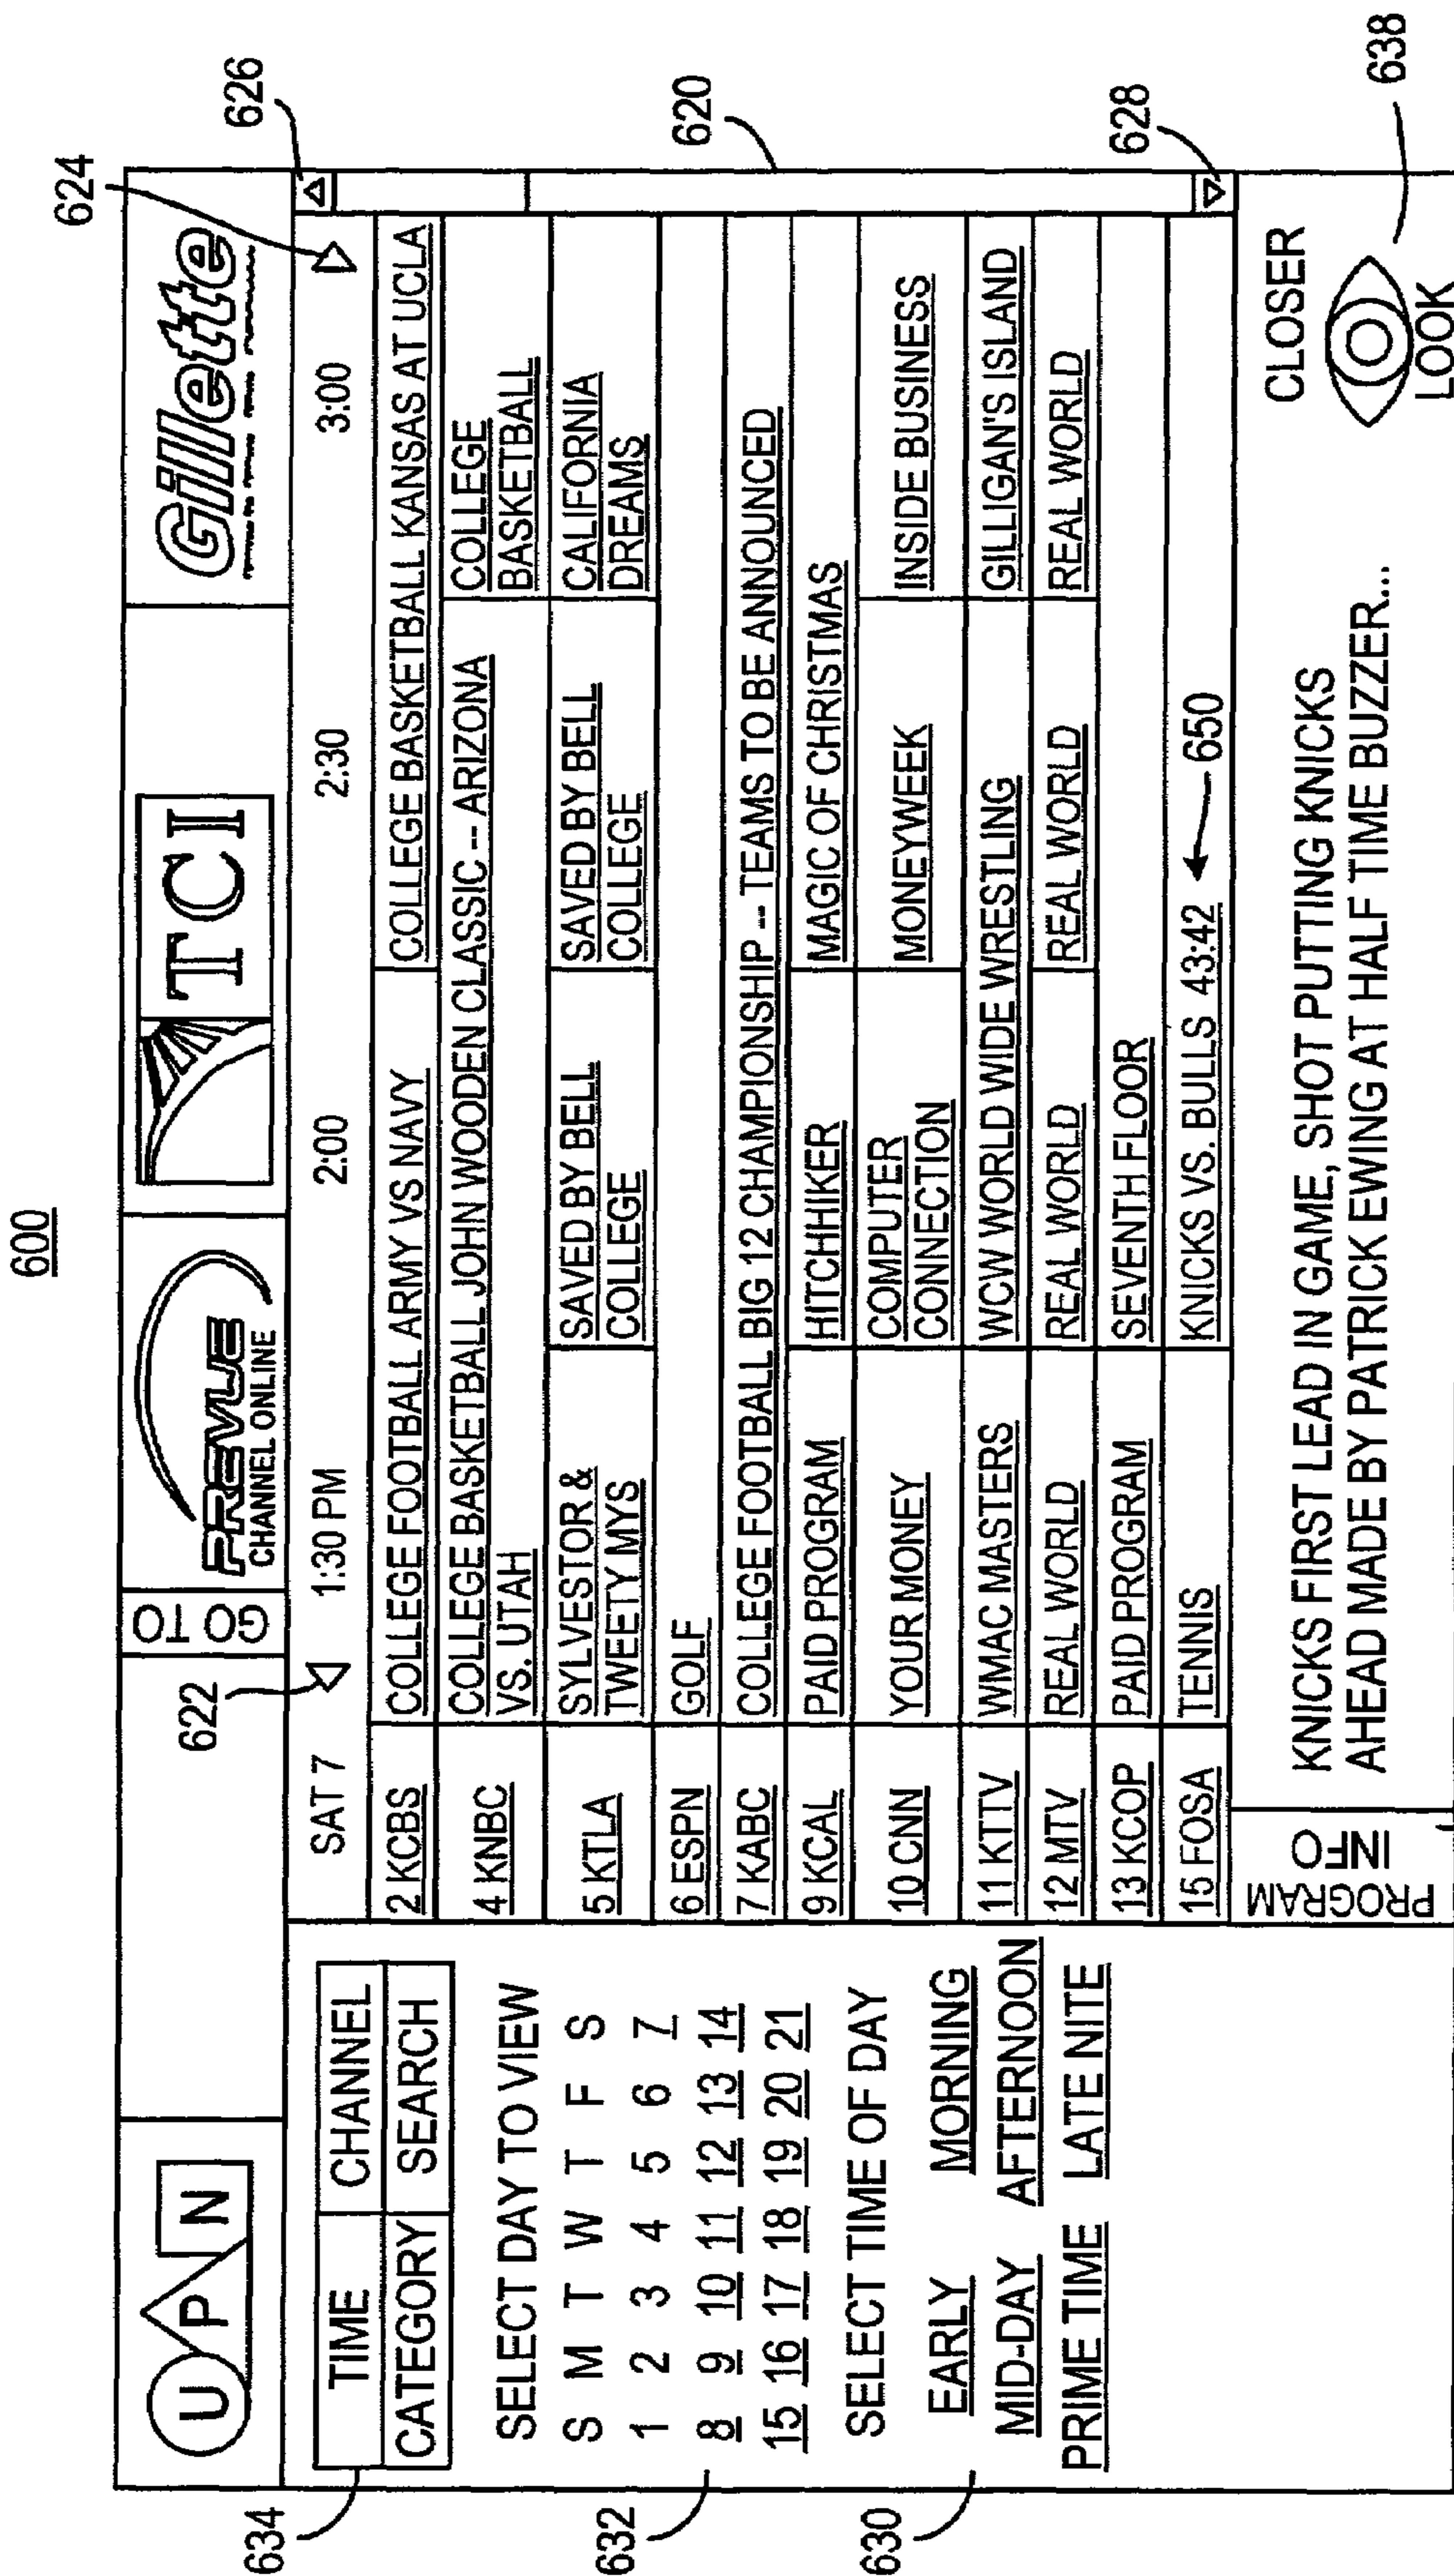 600
U P N
GO TO
PREVUE
CHANNEL ONLINE
TCI
Gillette
622
624
626
634
TIME CHANNEL
CATEGORY SEARCH
SELECT DAY TO VIEW
S M T W T F S
1 2 3 4 5 6 7
8 9 10 11 12 13 14
15 16 17 18 19 20 21
632
SELECT TIME OF DAY
EARLY MORNING
MID-DAY AFTERNOON
PRIME TIME LATE NITE
630
SAT 7 1:30 PM 2:00 2:30 3:00
2 KCBS COLLEGE FOOTBALL ARMY VS NAVY COLLEGE BASKETBALL KANSAS AT UCLA
4 KNBC COLLEGE BASKETBALL JOHN WOODEN CLASSIC -- ARIZONA
VS. UTAH
COLLEGE
BASKETBALL
5 KTLA SYLVESTOR &
TWEETY MYS
SAVED BY BELL
COLLEGE
SAVED BY BELL
COLLEGE
CALIFORNIA
DREAMS
6 ESPN GOLF
7 KABC COLLEGE FOOTBALL BIG 12 CHAMPIONSHIP -- TEAMS TO BE ANNOUNCED
620
9 KCAL PAID PROGRAM HITCHHIKER MAGIC OF CHRISTMAS
10 CNN YOUR MONEY COMPUTER
CONNECTION
MONEYWEEK INSIDE BUSINESS
11 KTTV WMAC MASTERS WCW WORLD WIDE WRESTLING GILLIGAN'S ISLAND
12 MTV REAL WORLD REAL WORLD REAL WORLD REAL WORLD
13 KCOP PAID PROGRAM SEVENTH FLOOR
15 FOSA TENNIS KNICKS VS. BULLS 43:42 650
628
PROGRAM
INFO
KNICKS FIRST LEAD IN GAME, SHOT PUTTING KNICKS
AHEAD MADE BY PATRICK EWING AT HALF TIME BUZZER...
CLOSER
LOOK
638